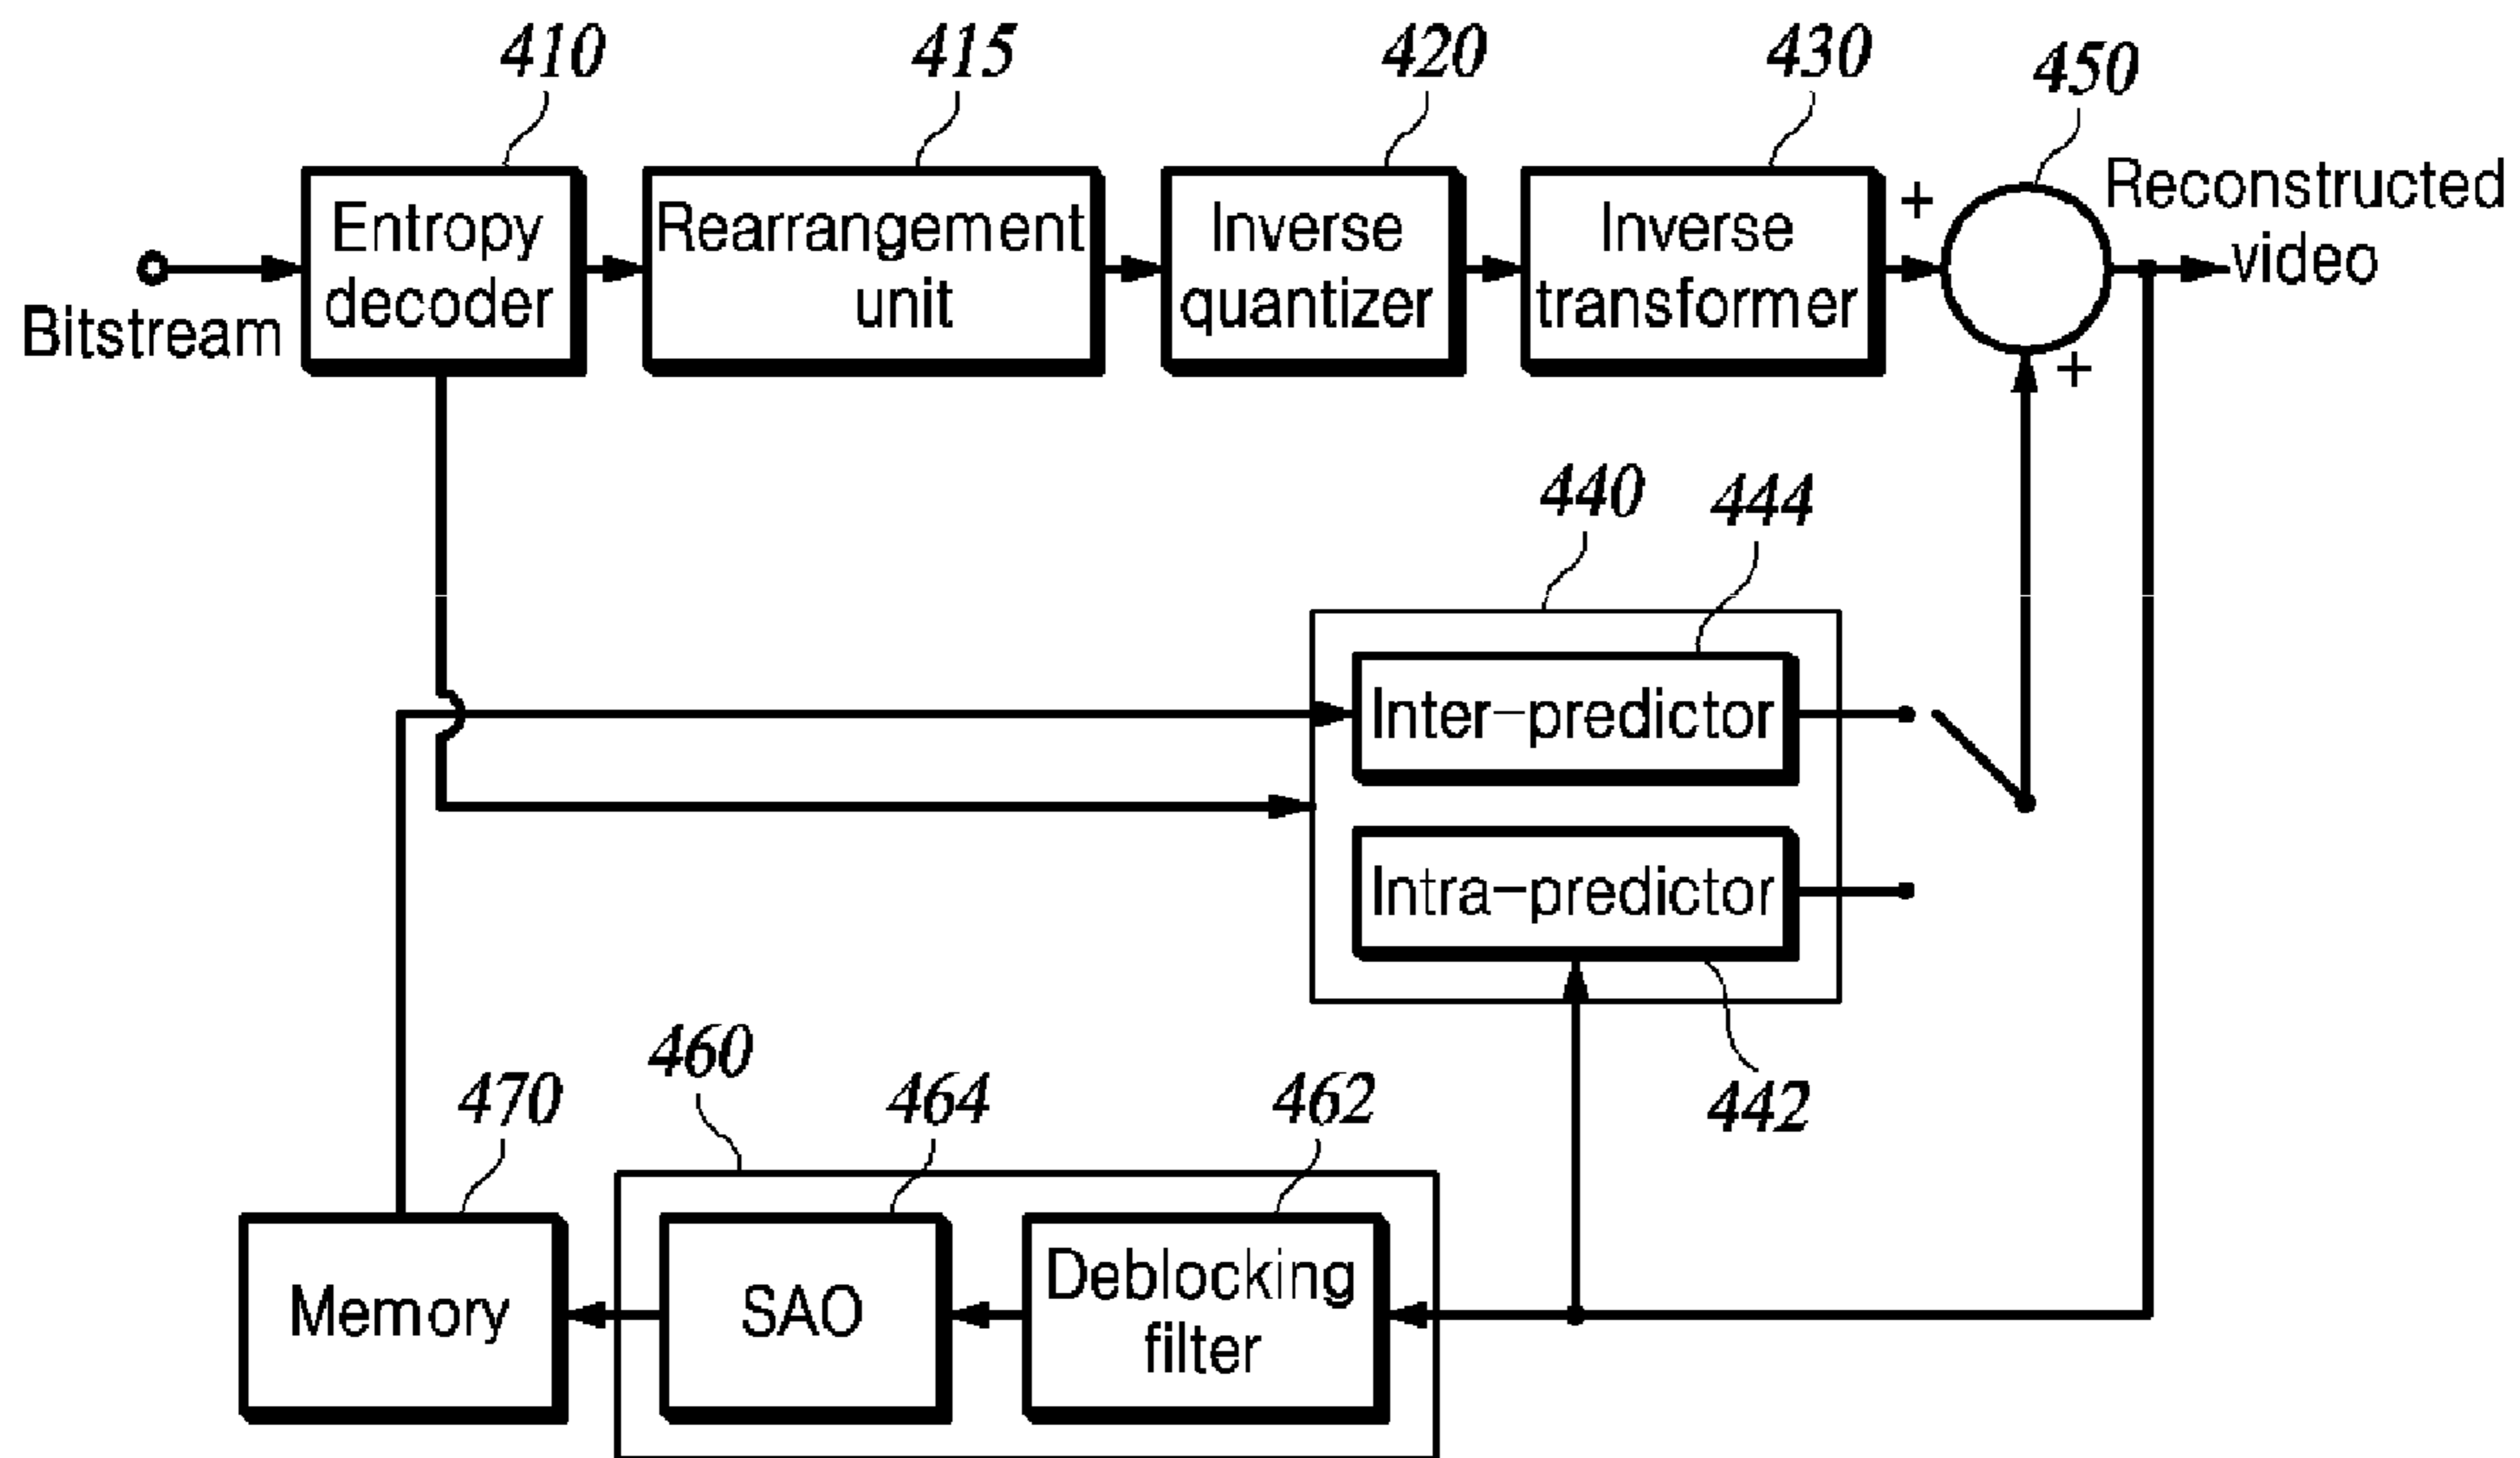 410
415
420
430
450
Entropy
decoder
Rearrangement
unit
Inverse
quantizer
Inverse
transformer
+
+
Reconstructed
video
Bitstream
440
444
Inter-predictor
Intra-predictor
442
460
470
464
462
Memory
SAO
Deblocking
filter